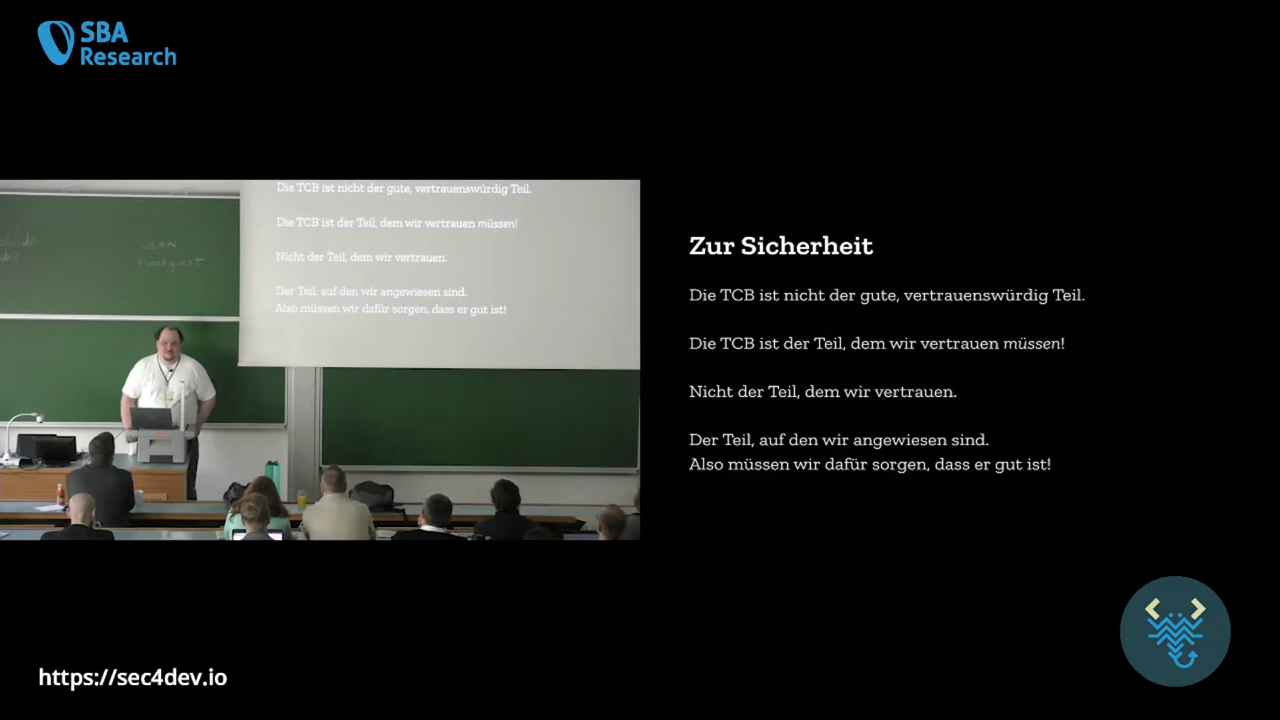 SBA
Research
Die TCB ist nicht der gute, vertrauenswürdig Teil.
Die TCB ist der Teil, dem wir vertrauen müssen!
Nicht der Teil, dem wir vertrauen.
Der Teil, auf den wir angewiesen sind.
Also müssen wir dafür sorgen, dass er gut ist!
WLAN
Zur Sicherheit
Die TCB ist nicht der gute, vertrauenswürdig Teil.
Die TCB ist der Teil, dem wir vertrauen müssen!
Nicht der Teil, dem wir vertrauen.
Der Teil, auf den wir angewiesen sind.
Also müssen wir dafür sorgen, dass er gut ist!
https://sec4dev.io